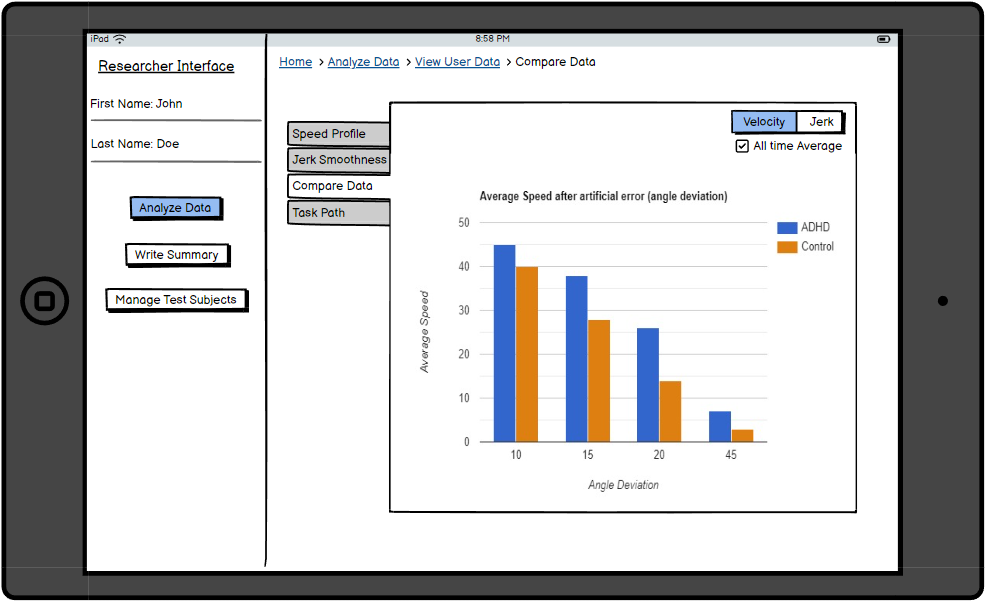 iPod
8:58 PM
Researcher Interface
First Name: John
Last Name: Doe
Analyze Data
Write Summary
Manage Test Subjects
Home > Analyze Data > View User Data > Compare Data
Speed Profile
Jerk Smoothness
Compare Data
Task Path
Velocity
Jerk
All time Average
Average Speed after artificial error (angle deviation)
50
40
30
20
10
0
Average Speed
10 15 20 45
Angle Deviation
ADHD
Control